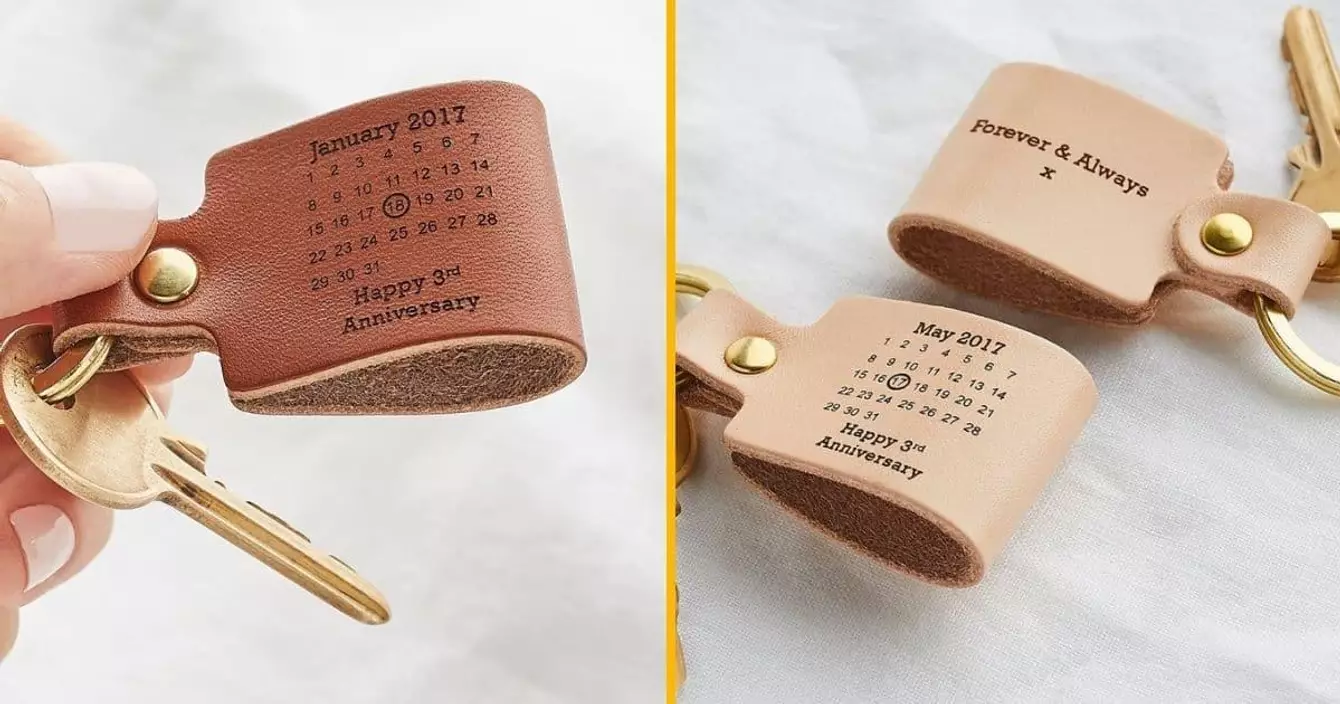 January 2017
1 2 3 4 5 6 7
8 9 10 11 12 13 14
15 16 17 18 19 20 21
22 23 24 25 26 27 28
29 30 31
Happy 3rd
Anniversary
Forever & Always
x
May 2017
1 2 3 4 5 6 7
8 9 10 11 12 13 14
15 16 17 18 19 20 21
22 23 24 25 26 27 28
29 30 31
Happy 3rd
Anniversary